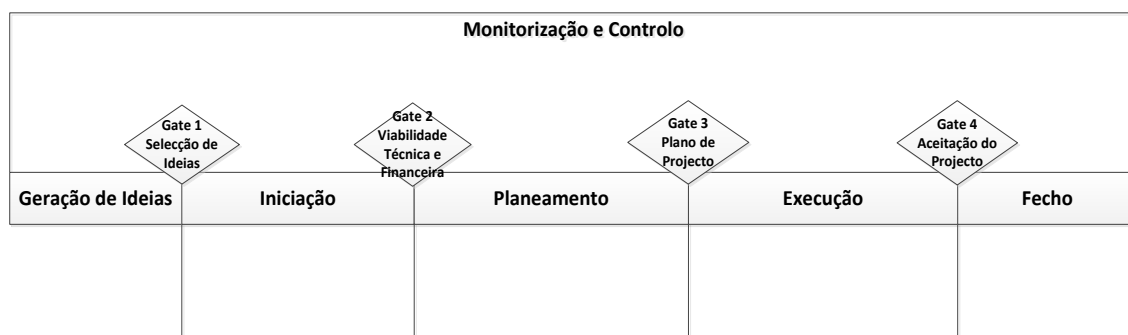 Monitorização e Controlo
Gate 1
Selecção de
Ideias
Gate 2
Viabilidade
Técnica e
Financeira
Gate 3
Plano de
Projecto
Gate 4
Aceitação do
Projecto
Geração de Ideias
Iniciação
Planeamento
Execução
Fecho